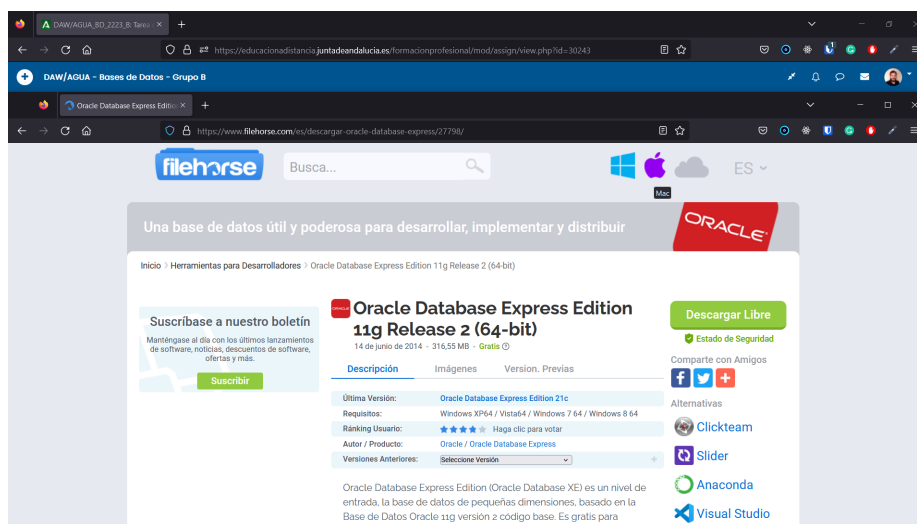 DAW/AGUA_BD_2223_B: Tarea
https://educacionadistancia.juntadeandalucia.es/formacionprofesional/mod/assign/view.php?id=30243
DAW/AGUA - Bases de Datos - Grupo B
Oracle Database Express Edition
https://www.filehorse.com/es/descargar-oracle-database-express/27798/
filehorse
Busca...
ES
Mac
Una base de datos útil y poderosa para desarrollar, implementar y distribuir
ORACLE
Inicio > Herramientas para Desarrolladores > Oracle Database Express Edition 11g Release 2 (64-bit)
Suscríbase a nuestro boletín
Manténgase al día con los últimos lanzamientos
de software, noticias, descuentos de software,
ofertas y más.
Suscribir
Oracle Database Express Edition
11g Release 2 (64-bit)
14 de junio de 2014 - 316,55 MB - Gratis
Descripción Imágenes Version. Previas
Última Versión: Oracle Database Express Edition 21c
Requisitos: Windows XP64 / Vista64 / Windows 7 64 / Windows 8 64
Ránking Usuario: Haga clic para votar
Autor / Producto: Oracle / Oracle Database Express
Versiones Anteriores: Seleccione Versión
Oracle Database Express Edition (Oracle Database XE) es un nivel de
entrada, la base de datos de pequeñas dimensiones, basado en la
Base de Datos Oracle 11g versión 2 código base. Es gratis para
Descargar Libre
Estado de Seguridad
Comparte con Amigos
Alternativas
Clickteam
Slider
Anaconda
Visual Studio